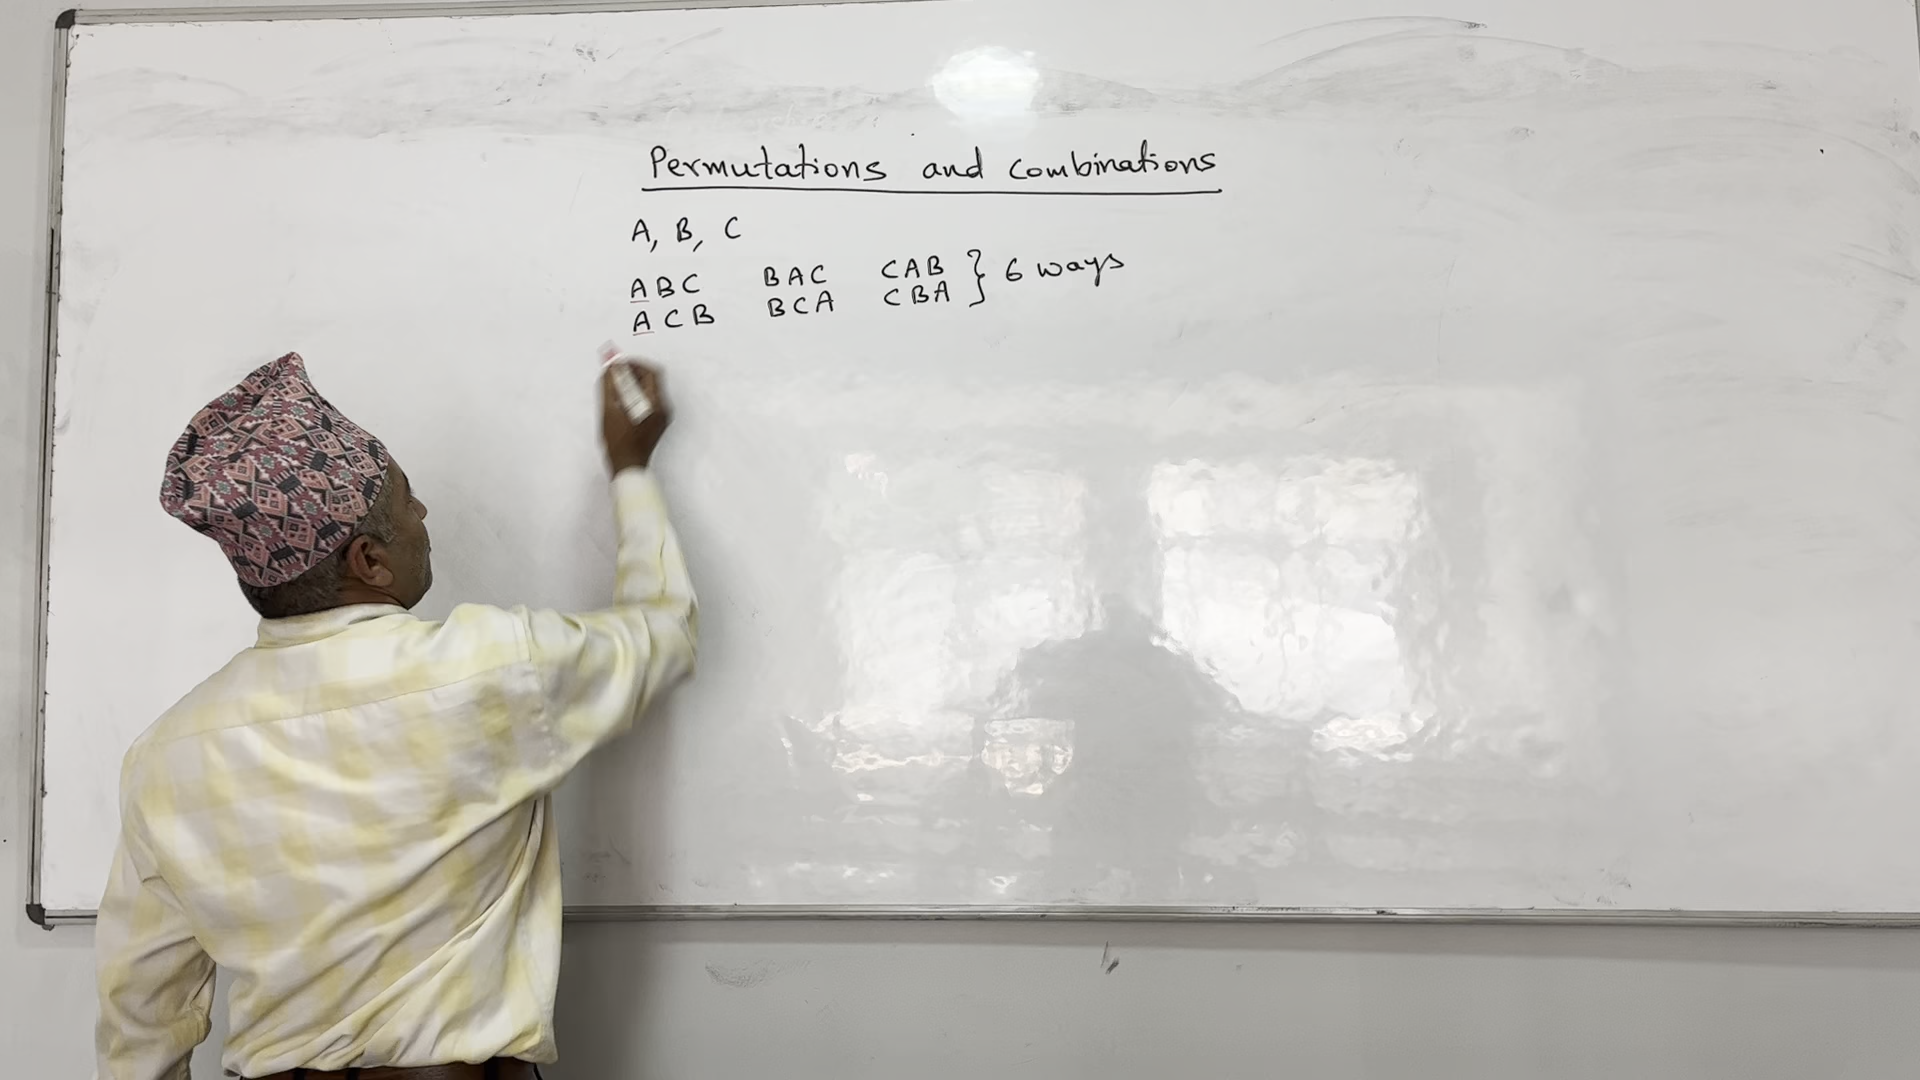 Permutations and combinations
A, B, C
ABC BAC CAB } 6 ways
ACB BCA CBA